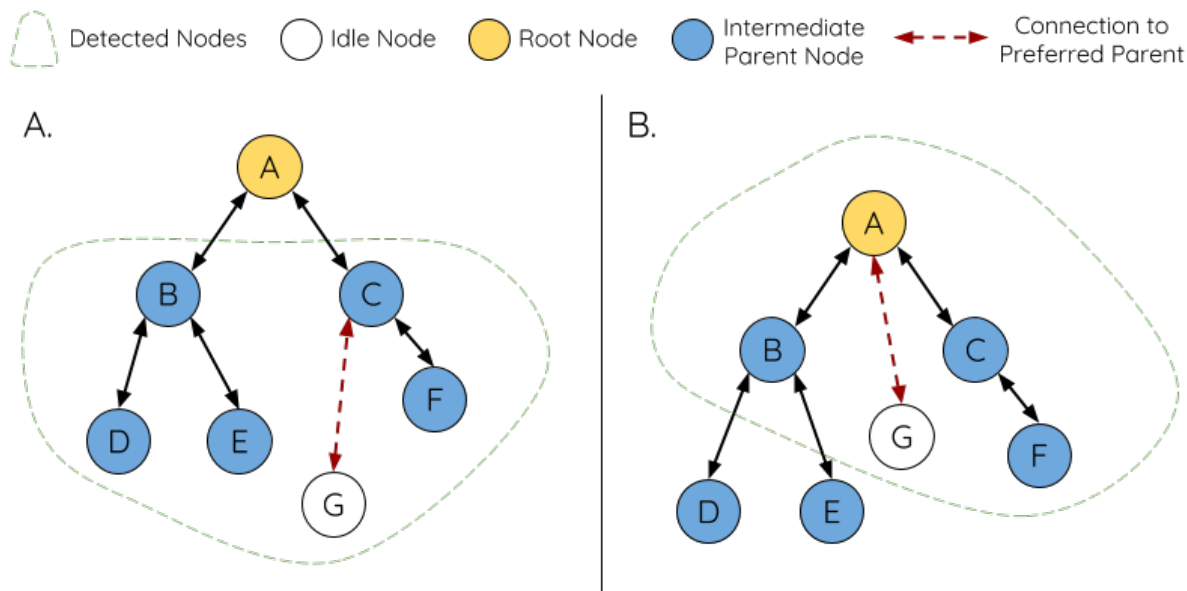 Detected Nodes
Idle Node
Root Node
Intermediate
Parent Node
Connection to
Preferred Parent
A.
A
B
C
D
E
F
G
B.
A
B
C
G
F
D
E